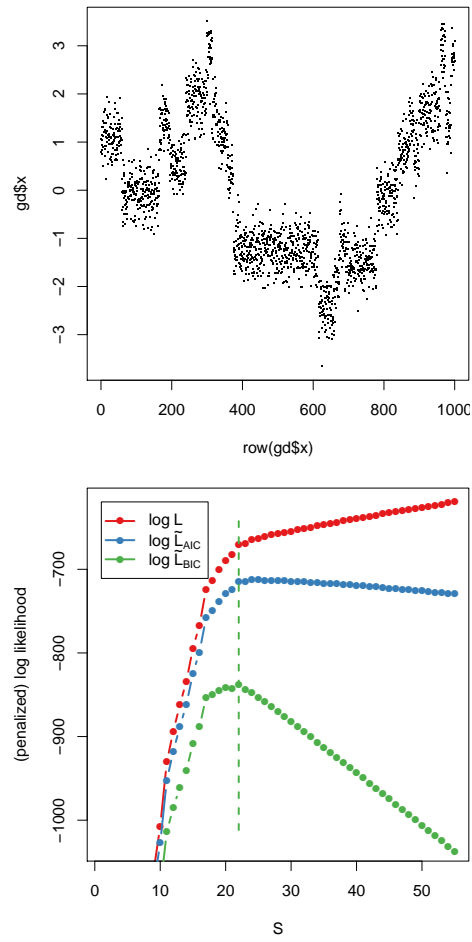 3
2
1
0
-1
-2
-3
gd$x
0 200 400 600 800 1000
row(gd$x)
log L
log L̃AIC
log L̃BIC
-700
-800
-900
-1000
(penalized) log likelihood
0 10 20 30 40 50
S